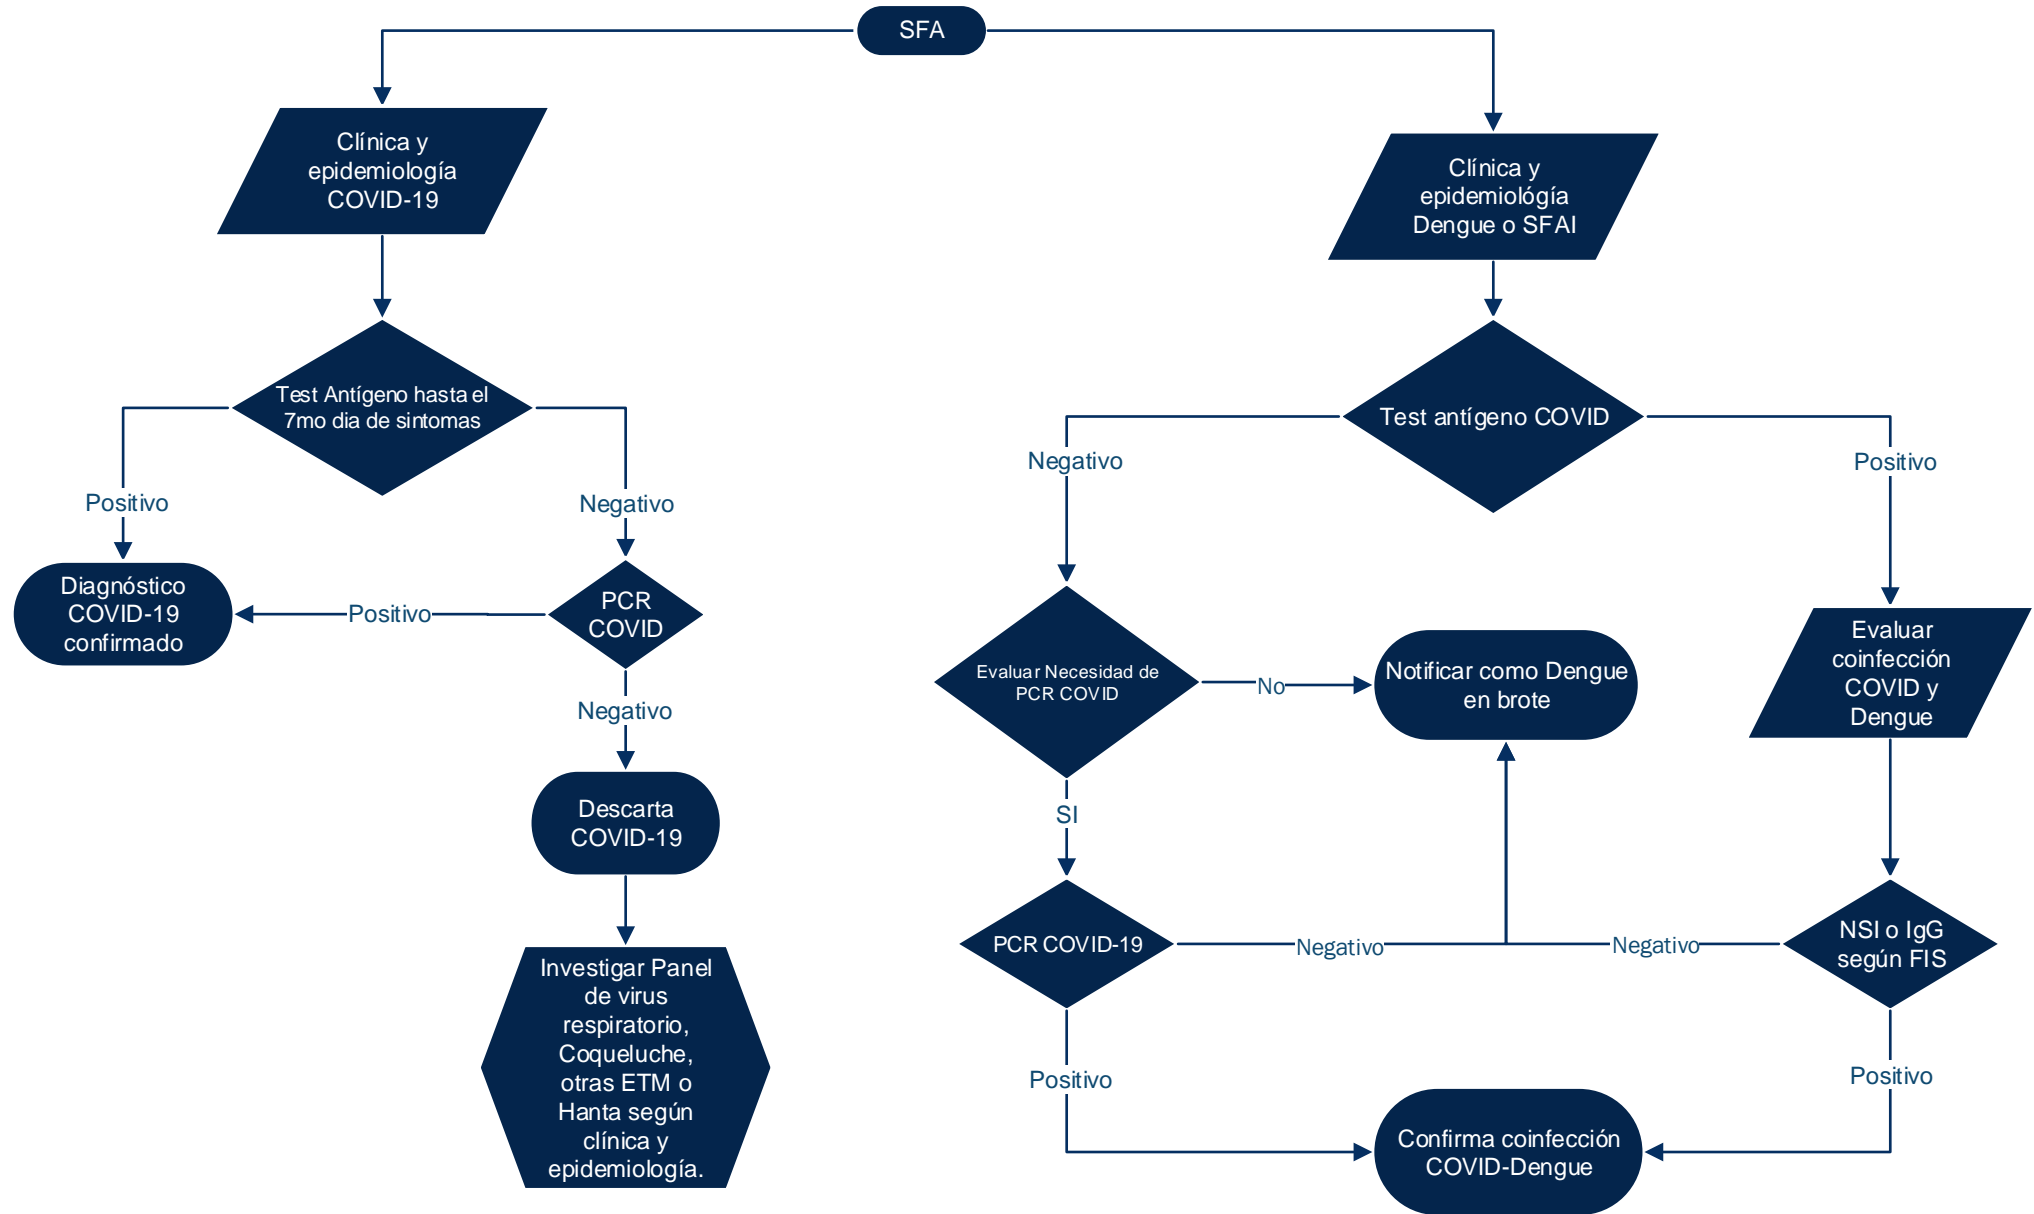 SFA
Clínica y
epidemiología
COVID-19
Clínica y
epidemiológía
Dengue o SFAI
Test Antígeno hasta el
7mo dia de sintomas
Test antígeno COVID
Positivo
Negativo
Negativo
Positivo
Diagnóstico
COVID-19
confirmado
Positivo
PCR
COVID
Negativo
Descarta
COVID-19
Investigar Panel
de virus
respiratorio,
Coqueluche,
otras ETM o
Hanta según
clínica y
epidemiología.
Evaluar Necesidad de
PCR COVID
No
Notificar como Dengue
en brote
Evaluar
coinfección
COVID y
Dengue
SI
PCR COVID-19
Negativo
Negativo
NSI o IgG
según FIS
Positivo
Positivo
Confirma coinfección
COVID-Dengue